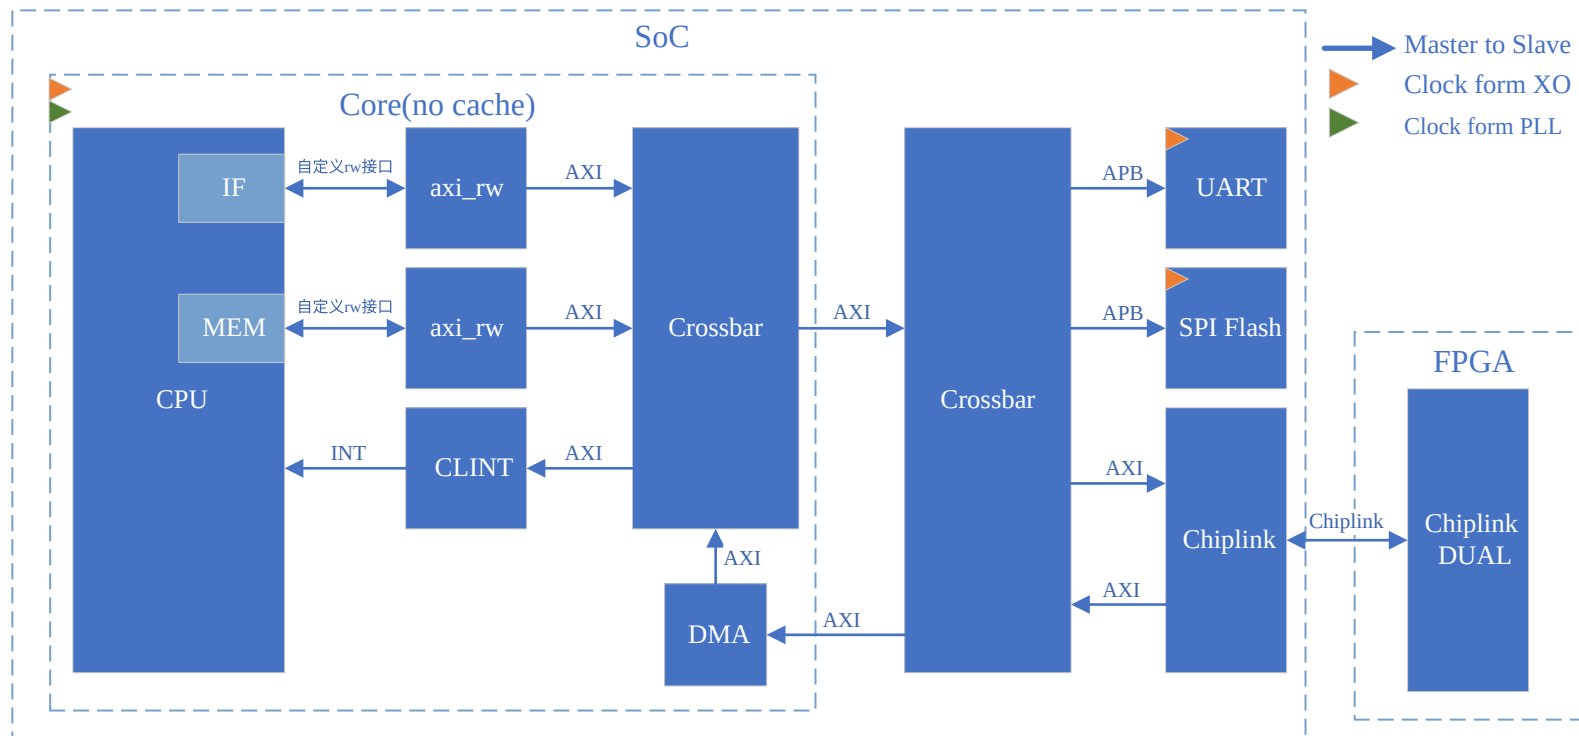 SoC
Master to Slave
Clock form XO
Clock form PLL
Core(no cache)
IF
自定义rw接口
axi_rw
AXI
APB
UART
MEM
自定义rw接口
axi_rw
AXI
Crossbar
AXI
APB
SPI Flash
FPGA
CPU
Crossbar
INT
CLINT
AXI
AXI
Chiplink
Chiplink
Chiplink
DUAL
AXI
AXI
DMA
AXI